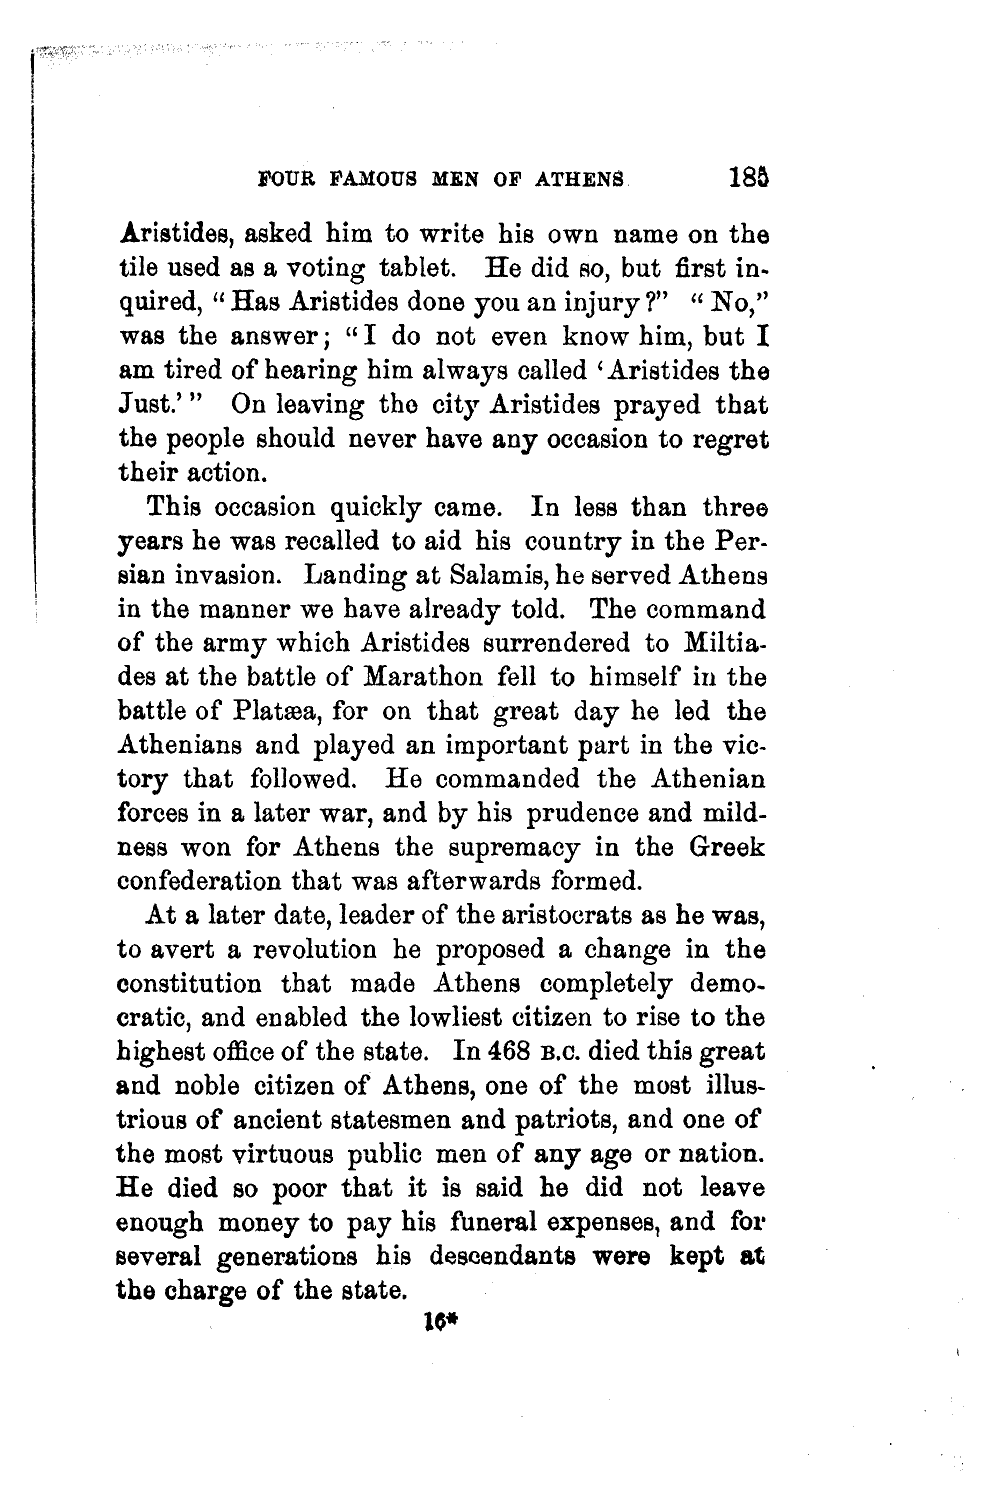 FOUR FAMOUS MEN OF ATHENS 185
Aristides, asked him to write his own name on the
tile used as a voting tablet. He did so, but first in-
quired, “Has Aristides done you an injury?” “No,”
was the answer; “I do not even know him, but I
am tired of hearing him always called ‘Aristides the
Just.’” On leaving the city Aristides prayed that
the people should never have any occasion to regret
their action.
This occasion quickly came. In less than three
years he was recalled to aid his country in the Per-
sian invasion. Landing at Salamis, he served Athens
in the manner we have already told. The command
of the army which Aristides surrendered to Miltia-
des at the battle of Marathon fell to himself in the
battle of Platæa, for on that great day he led the
Athenians and played an important part in the vic-
tory that followed. He commanded the Athenian
forces in a later war, and by his prudence and mild-
ness won for Athens the supremacy in the Greek
confederation that was afterwards formed.
At a later date, leader of the aristocrats as he was,
to avert a revolution he proposed a change in the
constitution that made Athens completely demo-
cratic, and enabled the lowliest citizen to rise to the
highest office of the state. In 468 B.C. died this great
and noble citizen of Athens, one of the most illus-
trious of ancient statesmen and patriots, and one of
the most virtuous public men of any age or nation.
He died so poor that it is said he did not leave
enough money to pay his funeral expenses, and for
several generations his descendants were kept at
the charge of the state.
16*